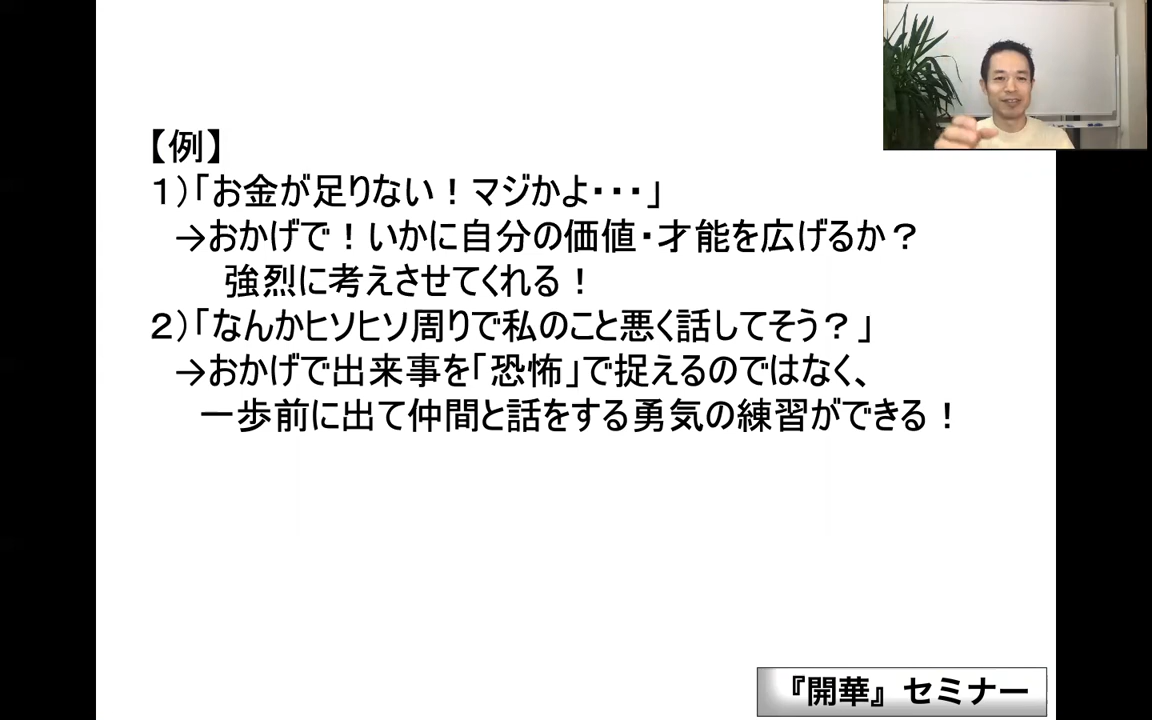 【例】
１）「お金が足りない！マジかよ・・・」
→おかげで！いかに自分の価値・才能を広げるか？
強烈に考えさせてくれる！
２）「なんかヒソヒソ周りで私のこと悪く話してそう？」
→おかげで出来事を「恐怖」で捉えるのではなく、
一歩前に出て仲間と話をする勇気の練習ができる！
『開華』セミナー